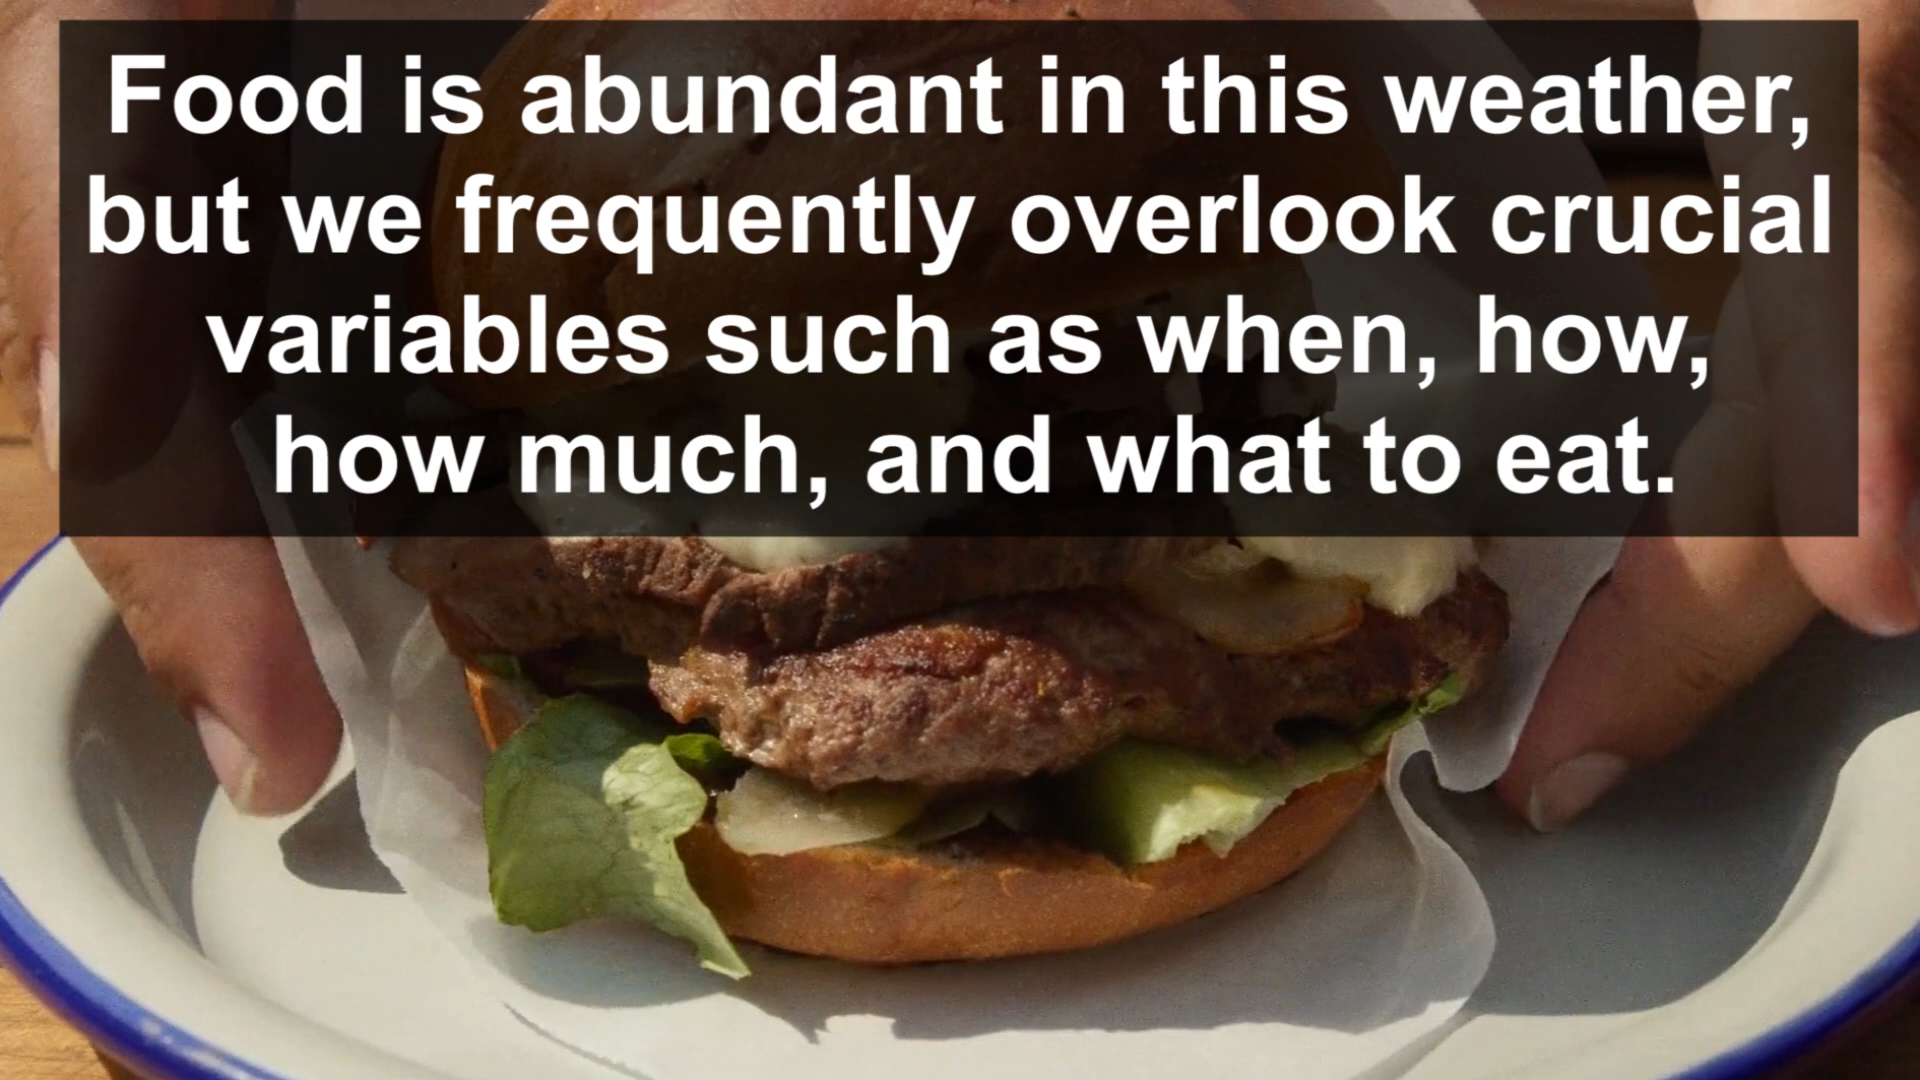 Food is abundant in this weather,
but we frequently overlook crucial
variables such as when, how,
how much, and what to eat.